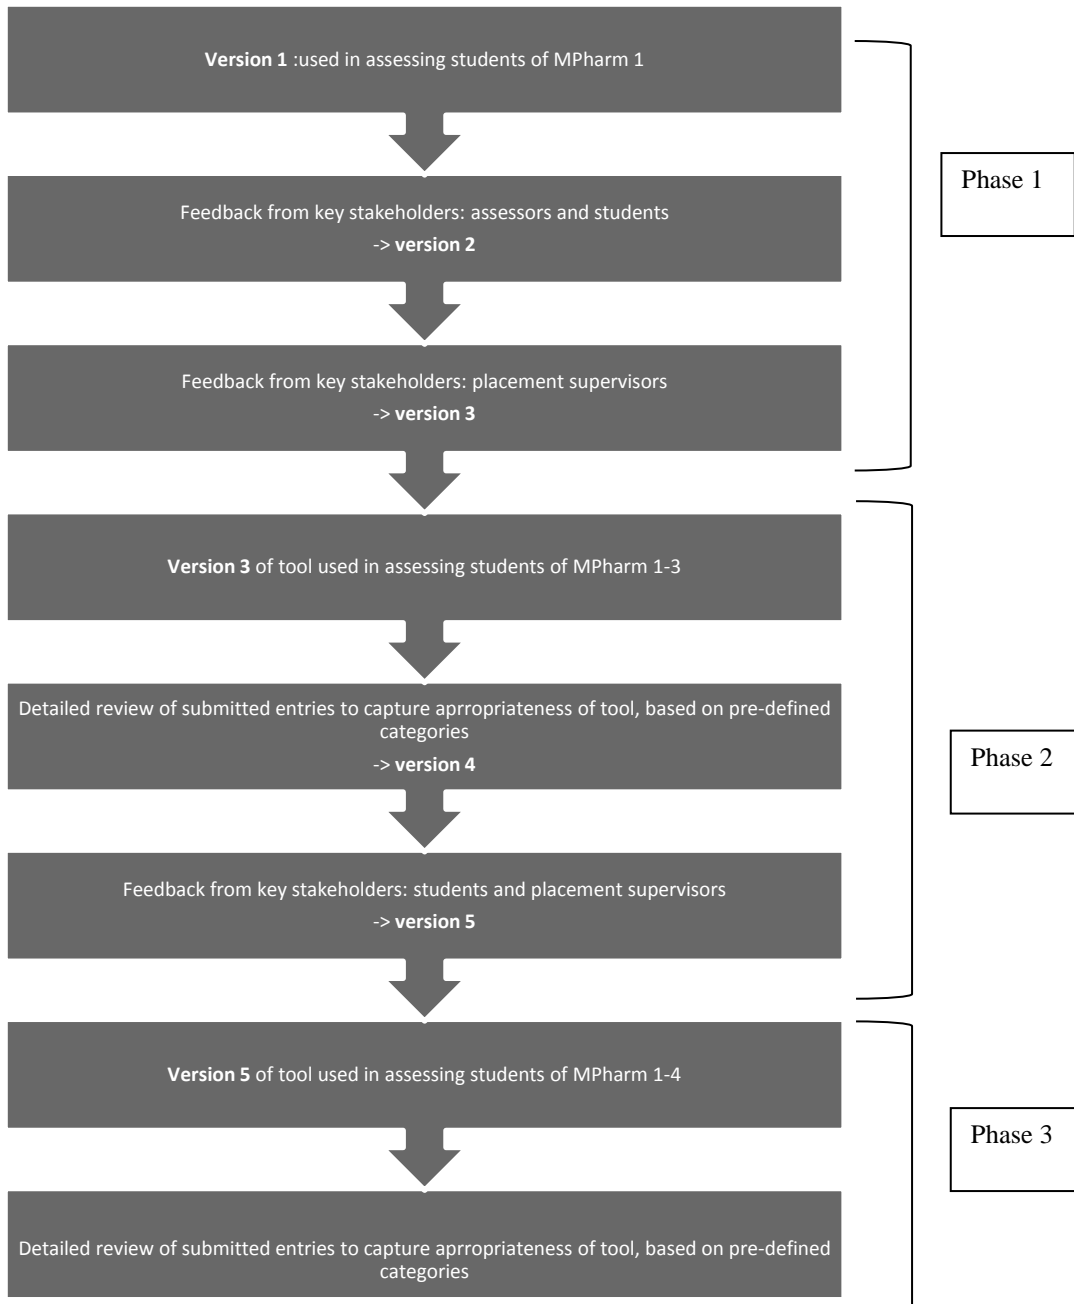 Version 1 :used in assessing students of MPharm 1
Phase 1
Feedback from key stakeholders: assessors and students
-> version 2
Feedback from key stakeholders: placement supervisors
-> version 3
Version 3 of tool used in assessing students of MPharm 1-3
Detailed review of submitted entries to capture aprropriateness of tool, based on pre-defined
categories
-> version 4
Phase 2
Feedback from key stakeholders: students and placement supervisors
-> version 5
Version 5 of tool used in assessing students of MPharm 1-4
Phase 3
Detailed review of submitted entries to capture aprropriateness of tool, based on pre-defined
categories